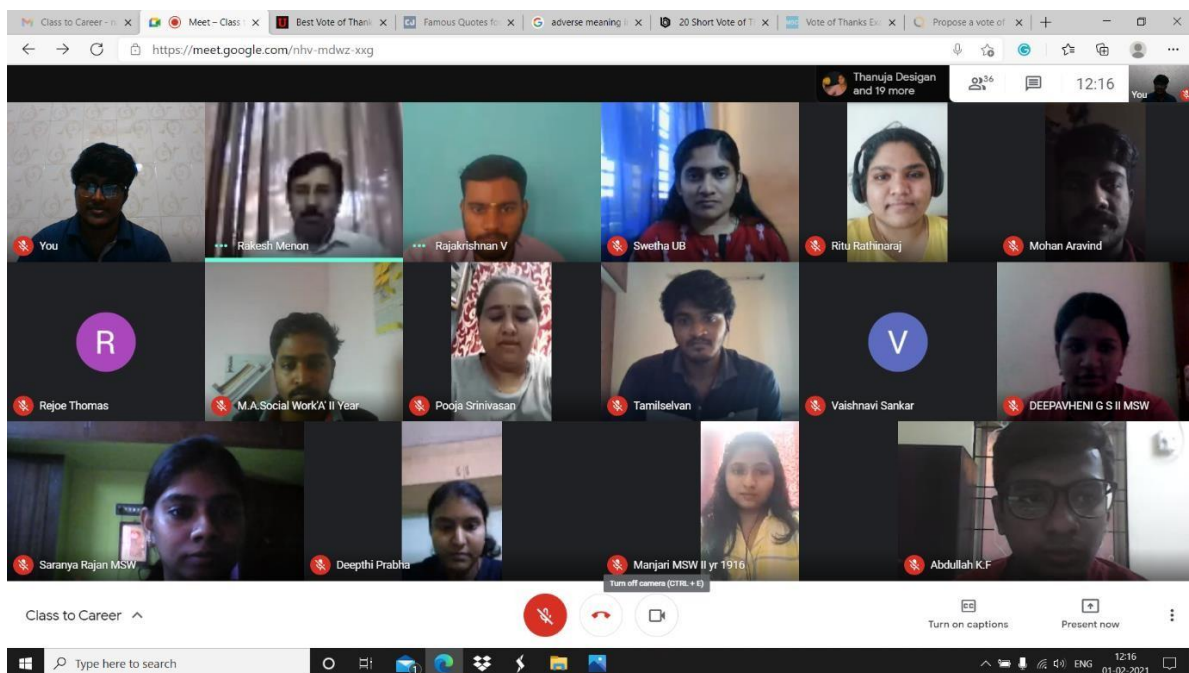 Class to Career - n
Meet – Class t
Best Vote of Thank
Famous Quotes fo
adverse meaning i
20 Short Vote of T
Vote of Thanks Ex
Propose a vote of
https://meet.google.com/nhv-mdwz-xxg
Thanuja Desigan
and 19 more
36
12:16
You
You
Rakesh Menon
Rajakrishnan V
Swetha UB
Ritu Rathinaraj
Mohan Aravind
R
Rejoe Thomas
M.A.Social Work'A' II Year
Pooja Srinivasan
Tamilselvan
V
Vaishnavi Sankar
DEEPAVHENI G S II MSW
Saranya Rajan MSW
Deepthi Prabha
Manjari MSW II yr 1916
Abdullah K.F
Turn off camera (CTRL + E)
Class to Career
Turn on captions
Present now
Type here to search
ENG
12:16
01-02-2021